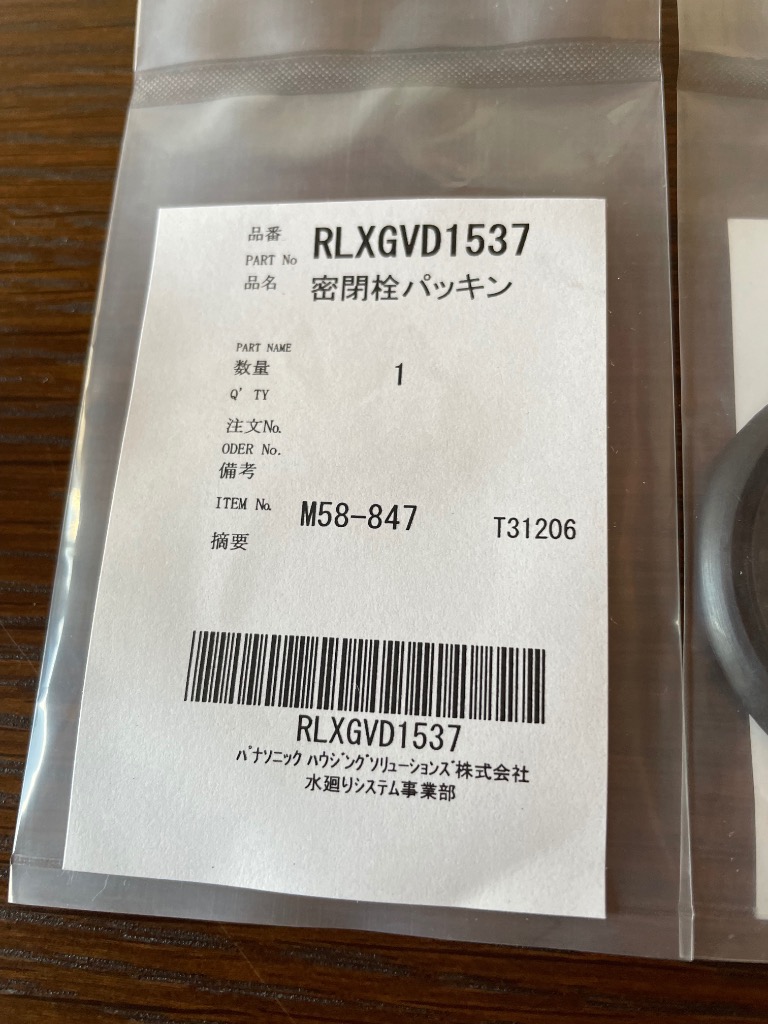 品番 RLXGVD1537
PART No
品名 密閉栓パッキン
PART NAME
数量 1
Q' TY
注文No.
ODER No.
備考
ITEM No. M58-847 T31206
摘要
RLXGVD1537
パナソニック ハウジングソリューションズ株式会社
水廻りシステム事業部